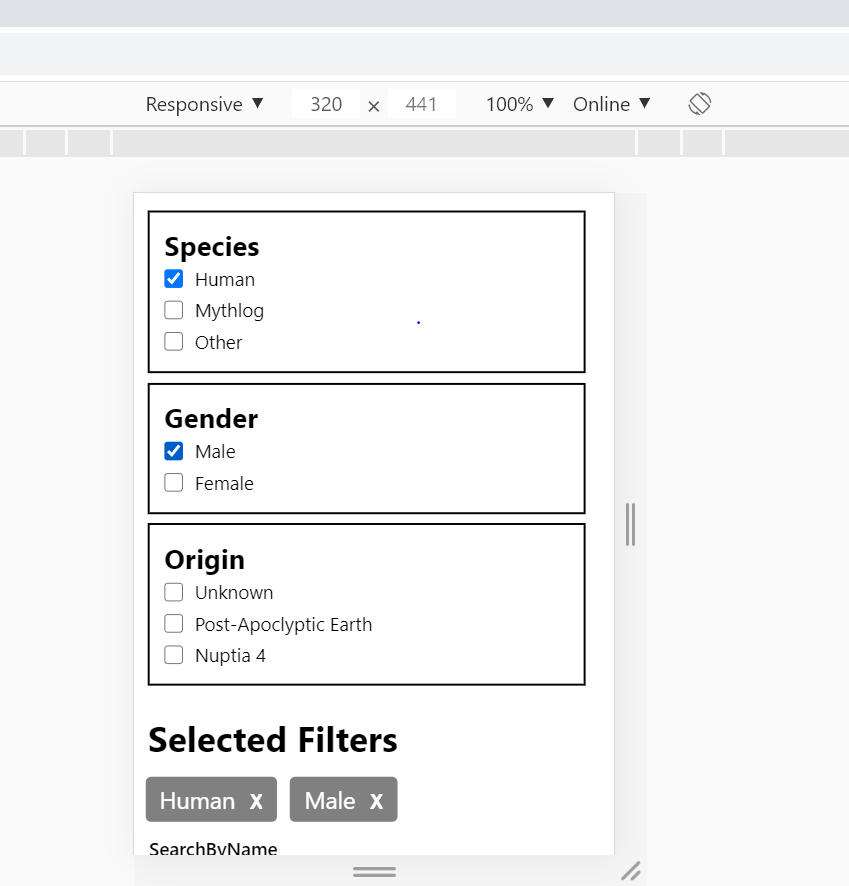 Responsive ▼ 320 × 441 100% ▼ Online ▼
Species
Human
Mythlog
Other
Gender
Male
Female
Origin
Unknown
Post-Apoclyptic Earth
Nuptia 4
Selected Filters
Human X Male X
SearchByName